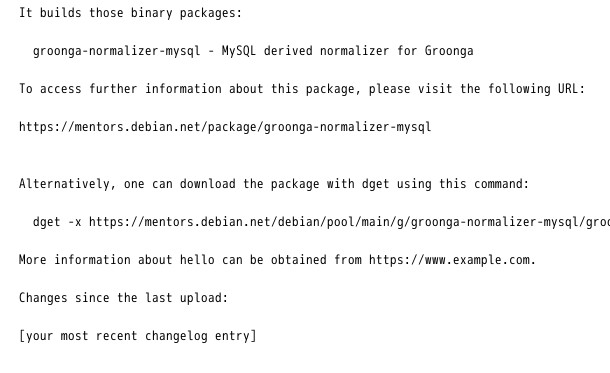 It builds those binary packages:
groonga-normalizer-mysql - MySQL derived normalizer for Groonga
To access further information about this package, please visit the following URL:
https://mentors.debian.net/package/groonga-normalizer-mysql
Alternatively, one can download the package with dget using this command:
dget -x https://mentors.debian.net/debian/pool/main/g/groonga-normalizer-mysql/groo
More information about hello can be obtained from https://www.example.com.
Changes since the last upload:
[your most recent changelog entry]